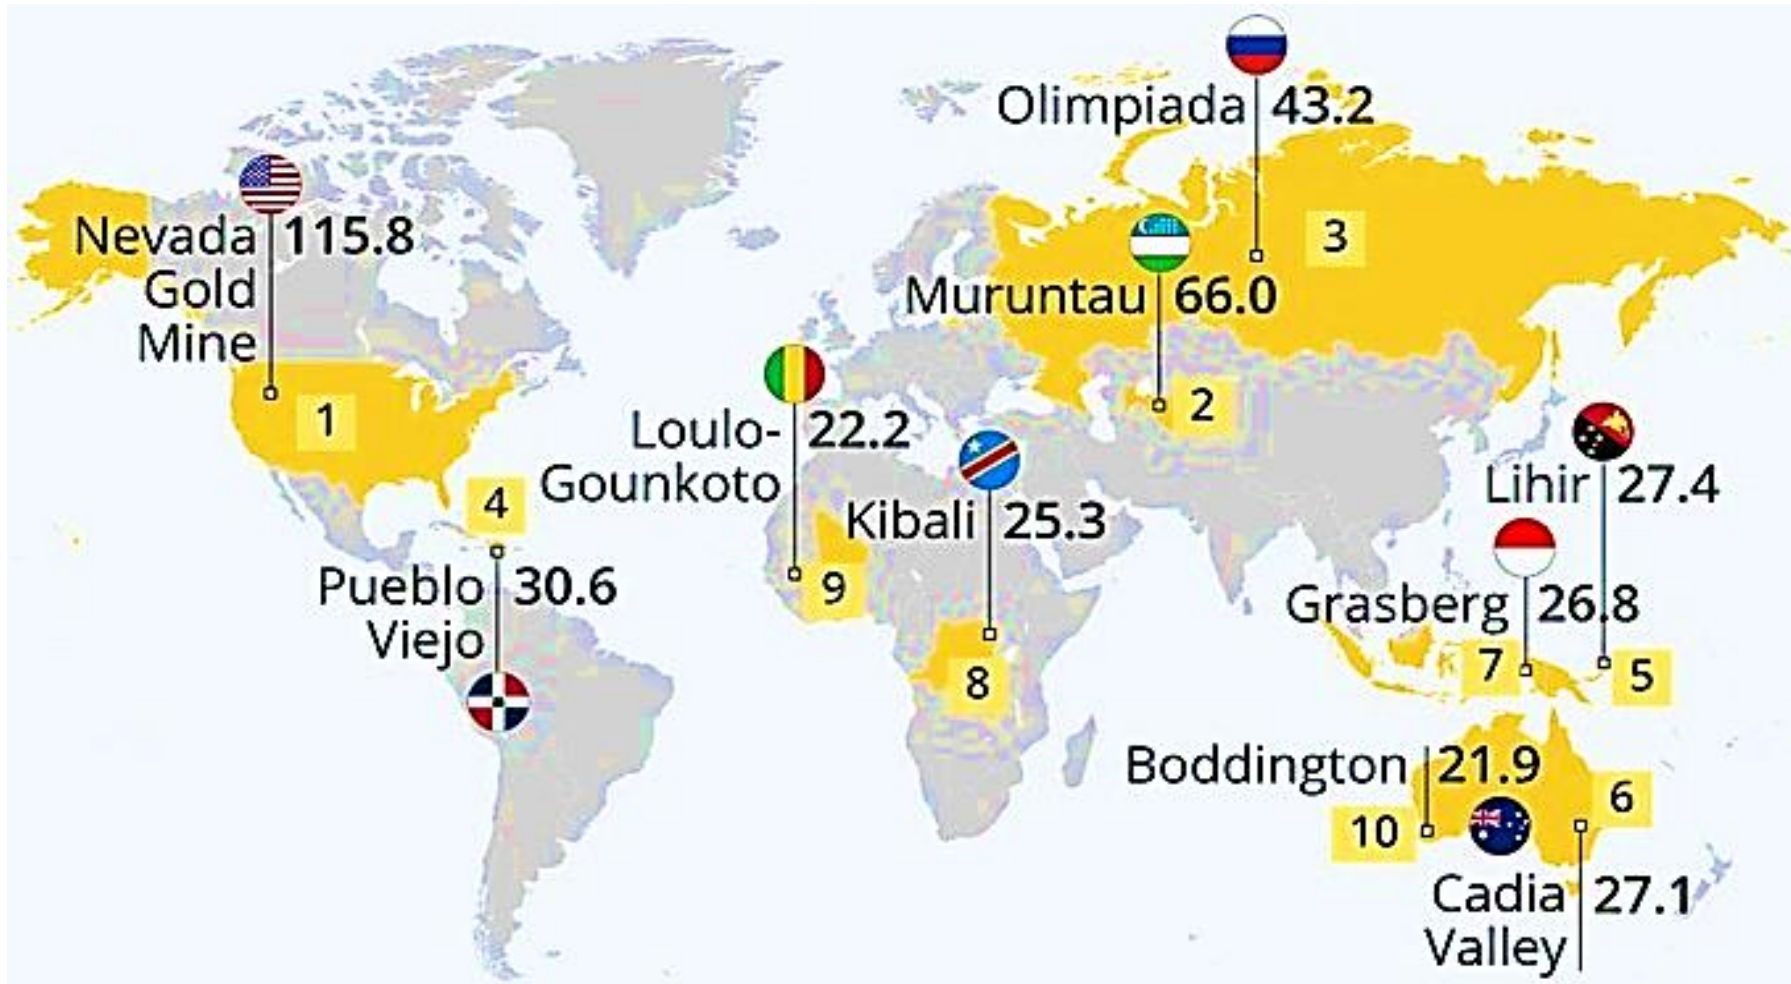 Olimpiada 43.2
3
Nevada 115.8
Gold
Mine
Muruntau 66.0
1
2
Loulo- 22.2
Gounkoto
Lihir 27.4
4
Kibali 25.3
Pueblo 30.6
Viejo
9
Grasberg 26.8
8
7
5
Boddington 21.9
6
10
Cadia 27.1
Valley